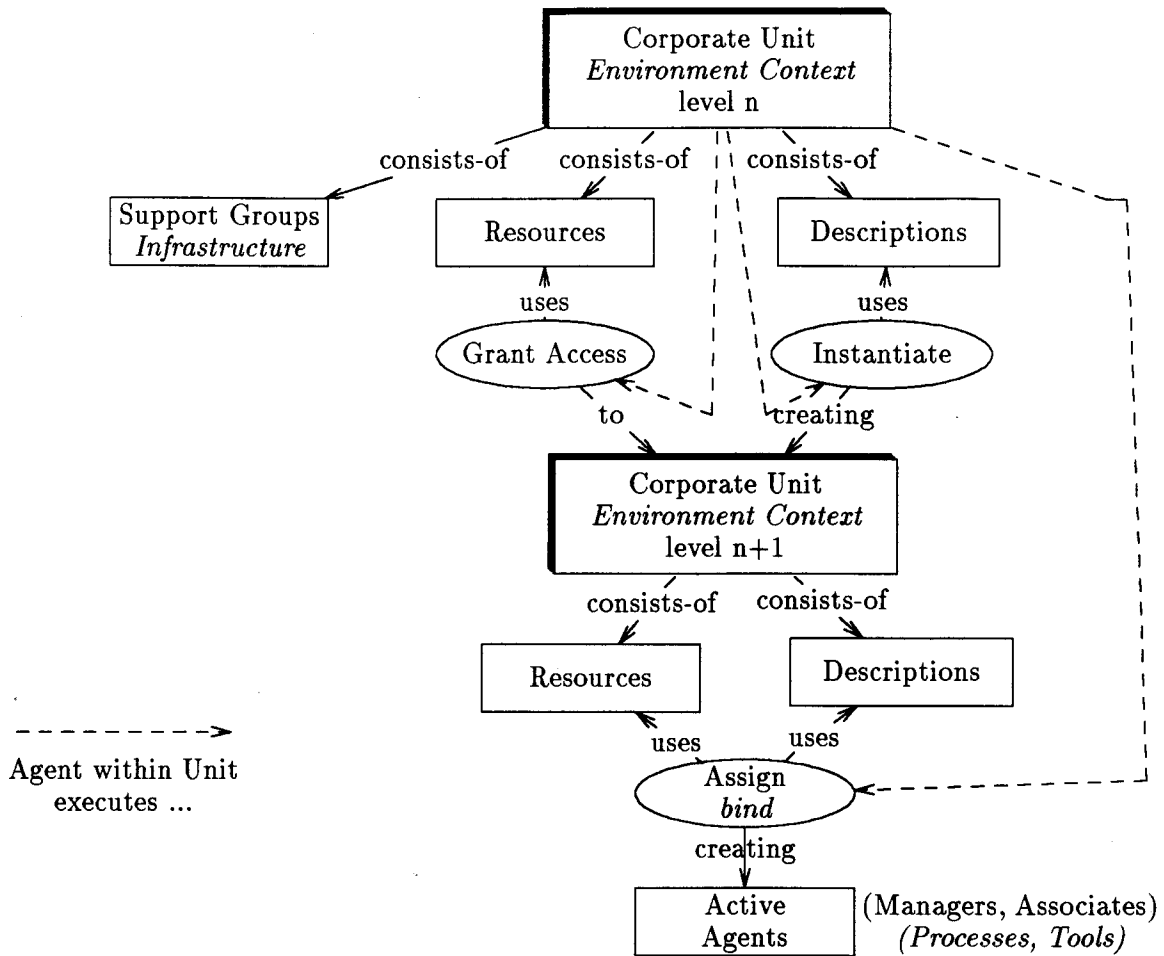 Corporate Unit
Environment Context
level n
consists-of consists-of consists-of
Support Groups
Infrastructure
Resources
Descriptions
uses uses
Grant Access Instantiate
to creating
Corporate Unit
Environment Context
level n+1
consists-of consists-of
Resources Descriptions
uses uses
Agent within Unit
executes ...
Assign
bind
creating
Active
Agents
(Managers, Associates)
(Processes, Tools)